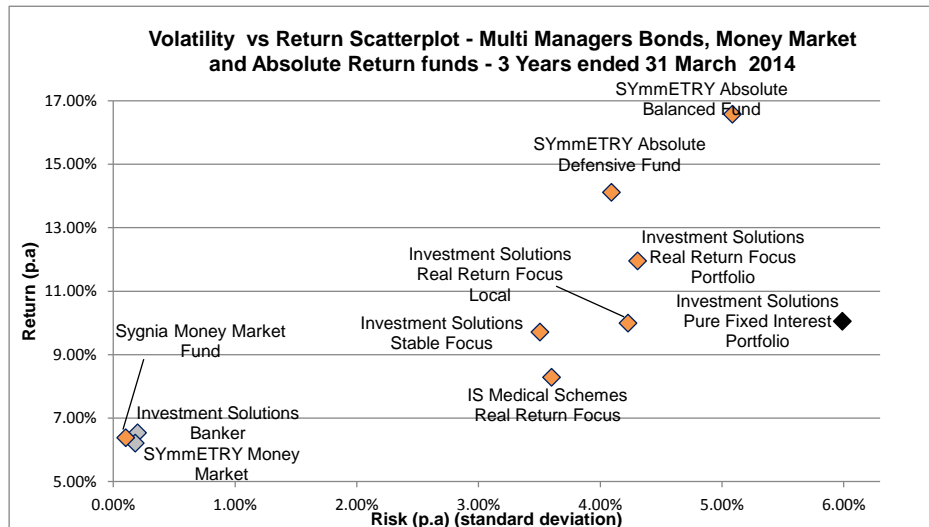 Volatility vs Return Scatterplot - Multi Managers Bonds, Money Market
and Absolute Return funds - 3 Years ended 31 March 2014
17.00%
15.00%
13.00%
11.00%
9.00%
7.00%
5.00%
Return (p.a)
SYmmETRY Absolute
Balanced Fund
SYmmETRY Absolute
Defensive Fund
Investment Solutions
Real Return Focus
Portfolio
Investment Solutions
Real Return Focus
Local
Investment Solutions
Pure Fixed Interest
Portfolio
Investment Solutions
Stable Focus
Sygnia Money Market
Fund
IS Medical Schemes
Real Return Focus
Investment Solutions
Banker
SYmmETRY Money
Market
0.00%
1.00%
2.00%
3.00%
4.00%
5.00%
6.00%
Risk (p.a) (standard deviation)